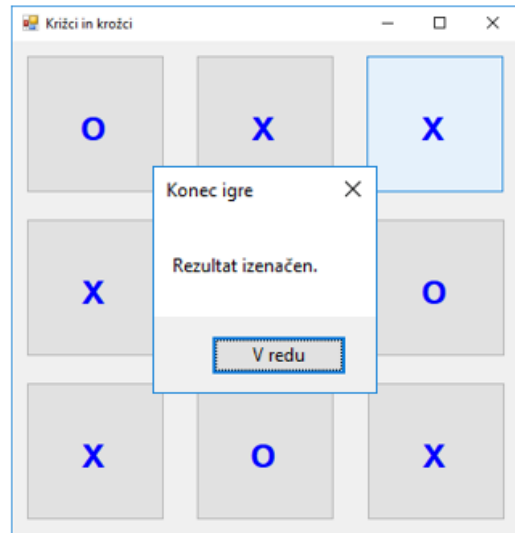 Križci in krožci
O X X
Konec igre
Rezultat izenačen.
X O
V redu
X O X